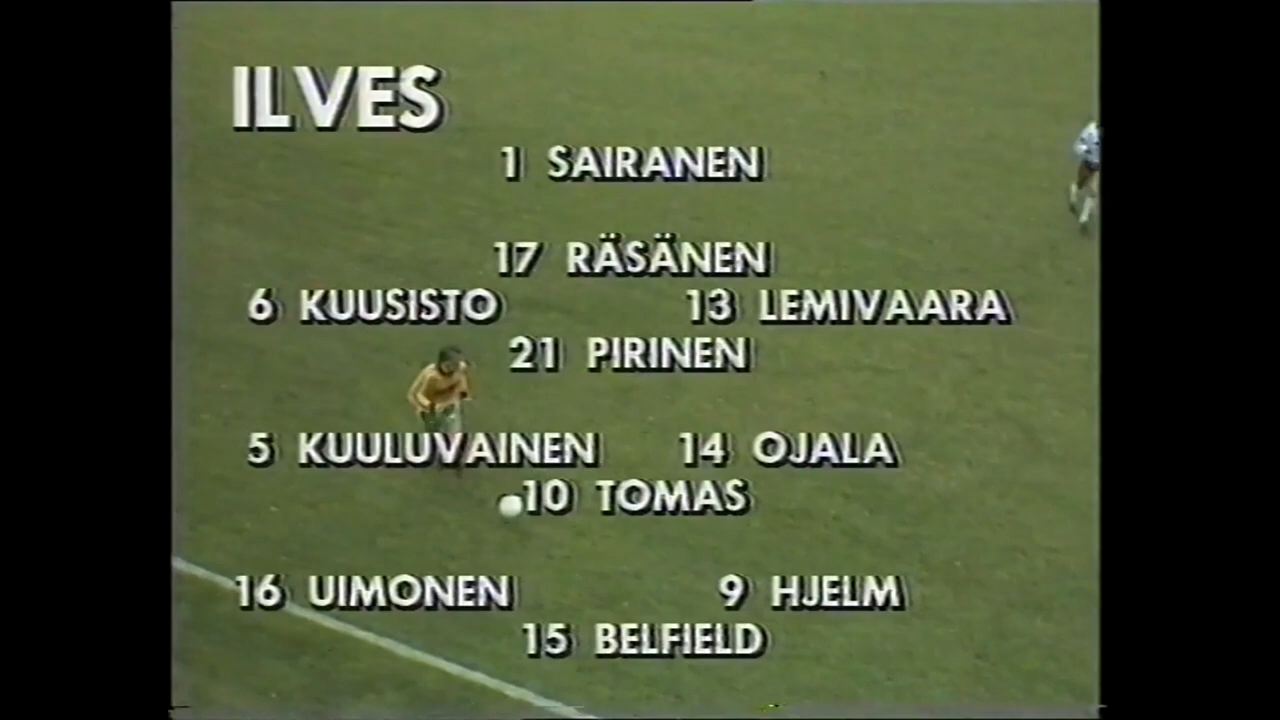 ILVES
1 SAIRANEN
17 RÄSÄNEN
6 KUUSISTO 13 LEMIVAARA
21 PIRINEN
5 KUULUVAINEN 14 OJALA
10 TOMAS
16 UIMONEN 9 HJELM
15 BELFIELD